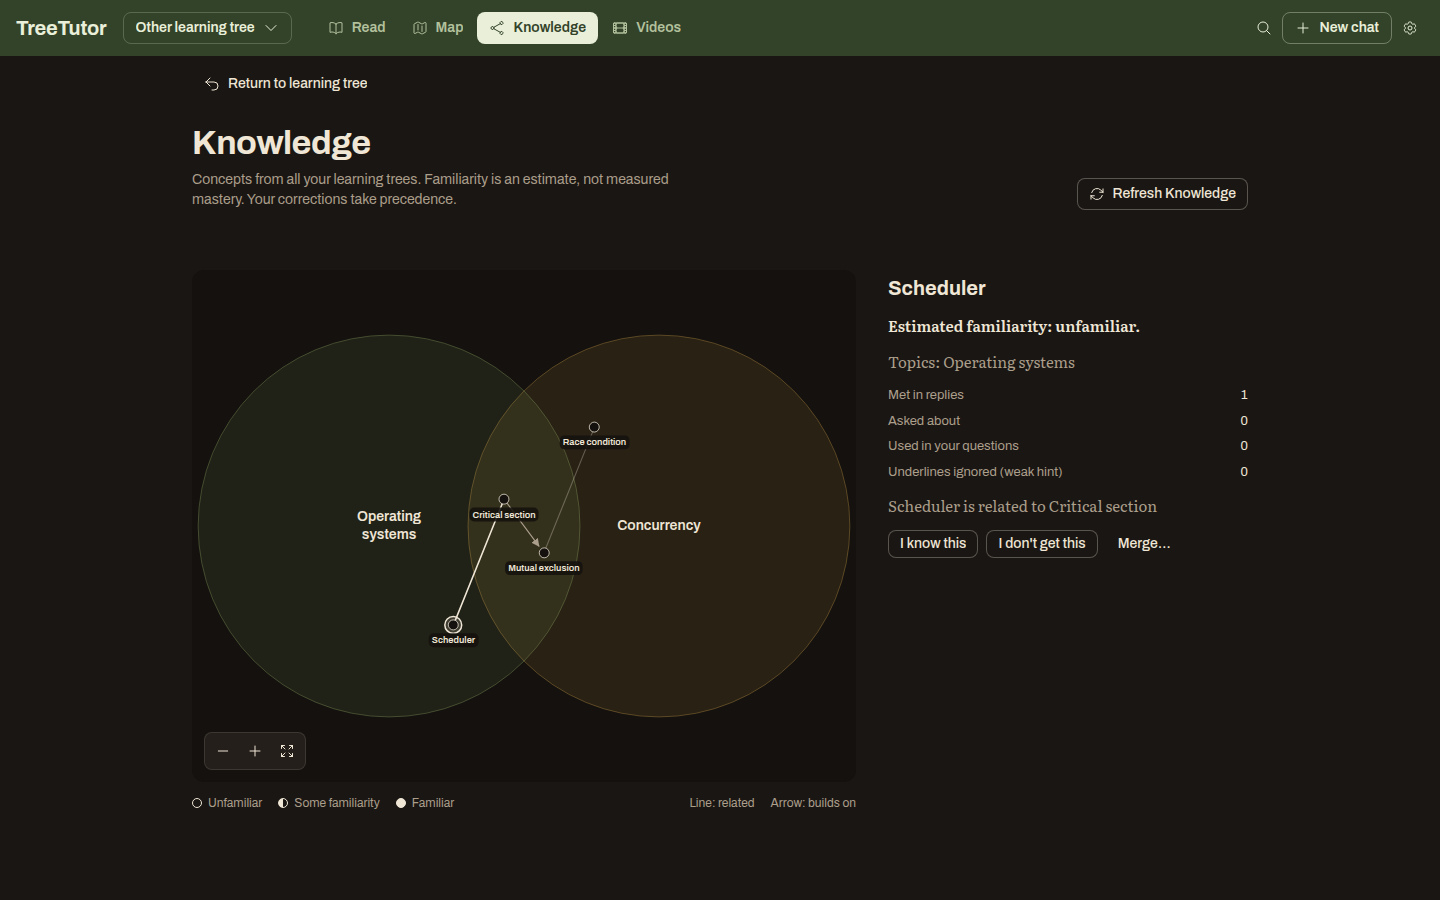 TreeTutor
Other learning tree
Read
Map
Knowledge
Videos
New chat
Return to learning tree
Knowledge
Concepts from all your learning trees. Familiarity is an estimate, not measured
mastery. Your corrections take precedence.
Refresh Knowledge
Operating
systems
Concurrency
Race condition
Critical section
Mutual exclusion
Scheduler
Unfamiliar
Some familiarity
Familiar
Line: related
Arrow: builds on
Scheduler
Estimated familiarity: unfamiliar.
Topics: Operating systems
Met in replies 1
Asked about 0
Used in your questions 0
Underlines ignored (weak hint) 0
Scheduler is related to Critical section
I know this
I don't get this
Merge...